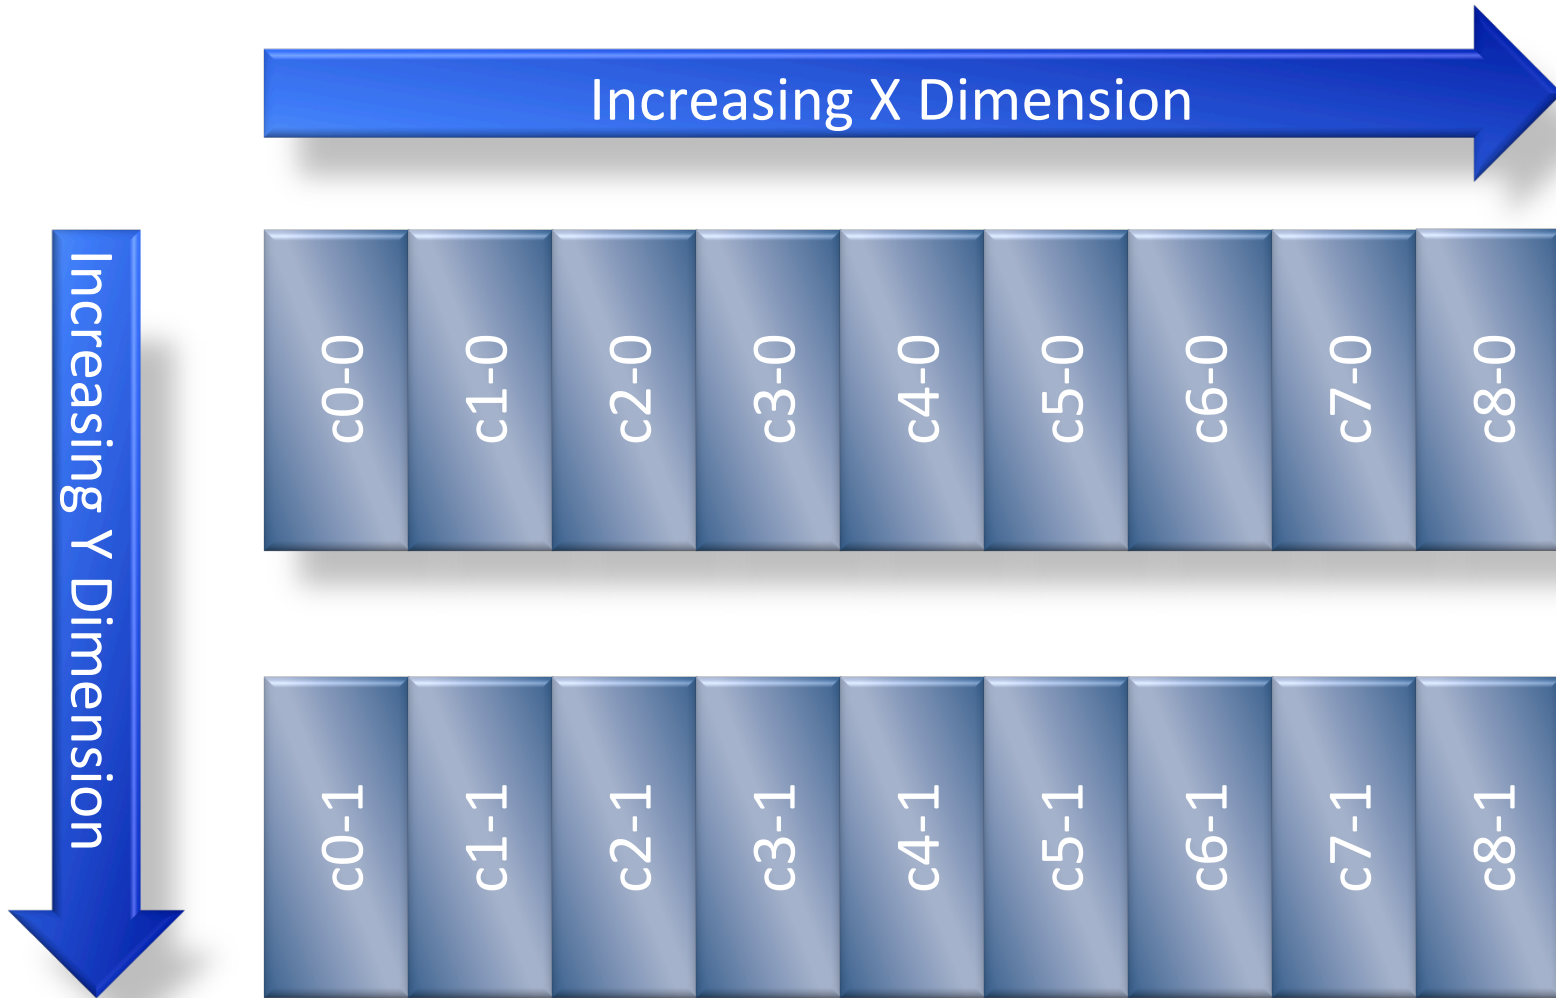 Increasing X Dimension
Increasing Y Dimension
c0-0
c1-0
c2-0
c3-0
c4-0
c5-0
c6-0
c7-0
c8-0
c0-1
c1-1
c2-1
c3-1
c4-1
c5-1
c6-1
c7-1
c8-1